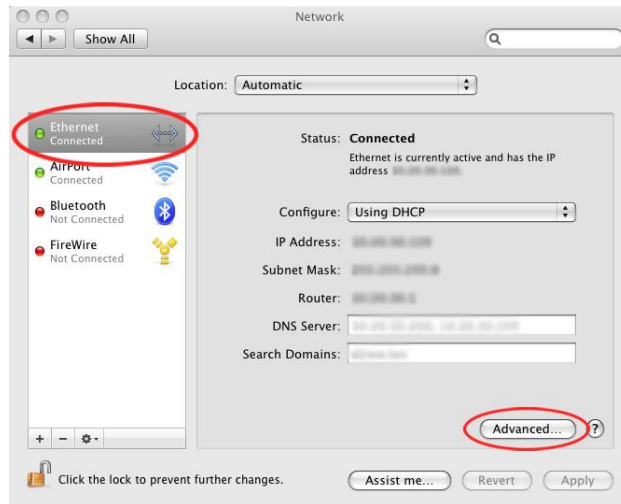 Network
Show All
Location: Automatic
Ethernet
Connected
AirPort
Connected
Bluetooth
Not Connected
FireWire
Not Connected
Status: Connected
Ethernet is currently active and has the IP
address
Configure: Using DHCP
IP Address:
Subnet Mask:
Router:
DNS Server:
Search Domains:
Advanced... ?
Click the lock to prevent further changes.
Assist me... Revert Apply